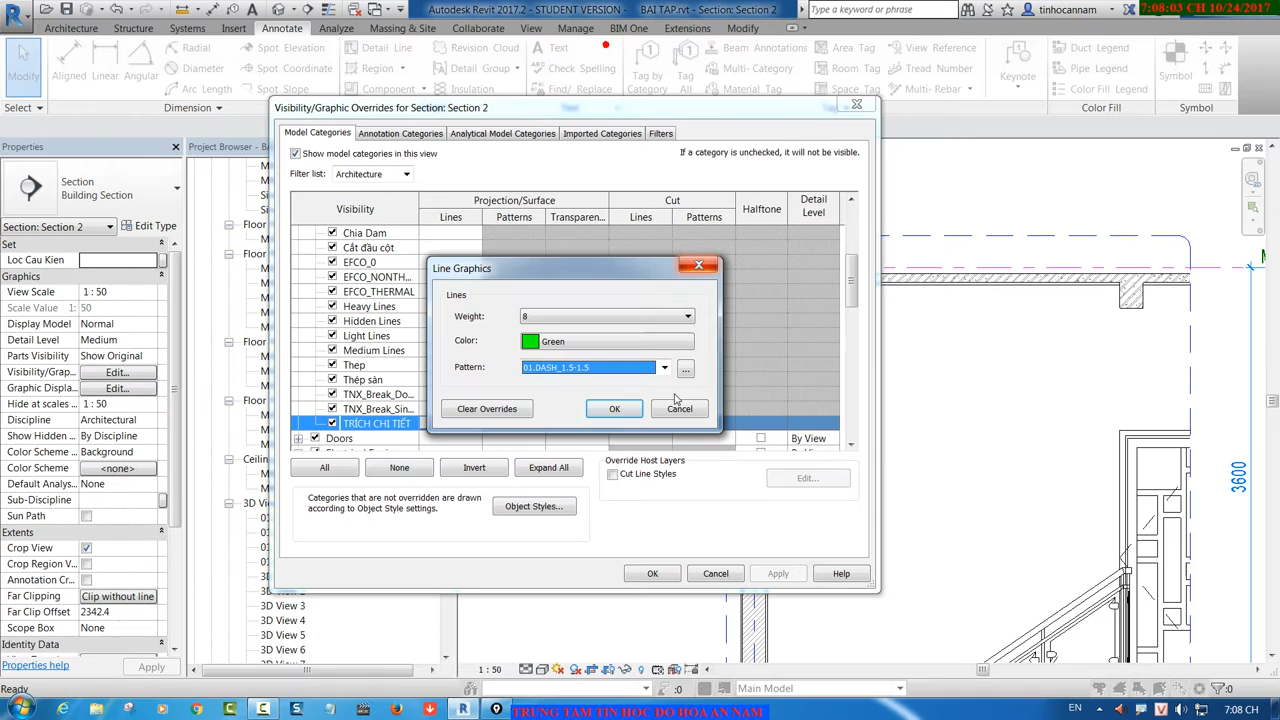 Autodesk Revit 2017.2 - STUDENT VERSION - BAI TAP.rvt - Section: Section 2
Type a keyword or phrase
tinhocannam
7:08:03 CH 10/24/2017
Architecture Structure Systems Insert Annotate Analyze Massing & Site Collaborate View Manage BIM One Extensions Modify
Modify
Aligned Linear Angular
Radial
Diameter
Arc Length
Spot Elevation
Spot Coordinate
Spot Slope
Detail Line
Region
Component
Revision Cloud
Detail Group
Insulation
Text
Check Spelling
Find/ Replace
Tag by
Category
Tag
All
Beam Annotations
Multi- Category
Material Tag
Area Tag
Room Tag
Space Tag
View Reference
Tread Number
Multi- Rebar
Keynote
Duct Legend
Pipe Legend
Color Fill Legend
Symbol
Select
Dimension
Color Fill
Symbol
Properties
Section
Building Section
Section: Section 2
Edit Type
Set
Loc Cau Kien
Graphics
View Scale 1 : 50
Scale Value 1: 50
Display Model Normal
Detail Level Medium
Parts Visibility Show Original
Visibility/Grap... Edit...
Graphic Displa... Edit...
Hide at scales ... 1 : 50
Show Hidden ... By Discipline
Color Scheme ... Background
Color Scheme <none>
Default Analys... None
Sub-Discipline
Sun Path
Extents
Crop View
Crop Region V...
Annotation Cr...
Far Clipping Clip without line
Far Clip Offset 2342.4
Scope Box None
Identity Data
Properties help
Apply
Project Browser - BAI
Floor
Floor
Floor
Floor
Ceilin
3D Vi
3D View 3
3D View 4
3D View 5
3D View 6
Visibility/Graphic Overrides for Section: Section 2
Model Categories Annotation Categories Analytical Model Categories Imported Categories Filters
Show model categories in this view
If a category is unchecked, it will not be visible.
Filter list: Architecture
Visibility
Projection/Surface
Cut
Halftone
Detail
Level
Lines Patterns Transparen... Lines Patterns
Chia Dam
Cắt đầu cột
EFCO_0
EFCO_NONTH...
EFCO_THERMAL
Heavy Lines
Hidden Lines
Light Lines
Medium Lines
Thep
Thép sàn
TNX_Break_Do...
TNX_Break_Sin...
TRÍCH CHI TIẾT
Doors By View
Line Graphics
Lines
Weight: 8
Color: Green
Pattern: 01.DASH_1.5-1.5
...
Clear Overrides OK Cancel
All None Invert Expand All
Override Host Layers
Cut Line Styles
Edit...
Categories that are not overridden are drawn
according to Object Style settings.
Object Styles...
OK Cancel Apply Help
3600
1 : 50
Ready
:0
Main Model
:0
EN
7:08 CH
TRUNG TAM TIN HOC DO HOA AN NAM